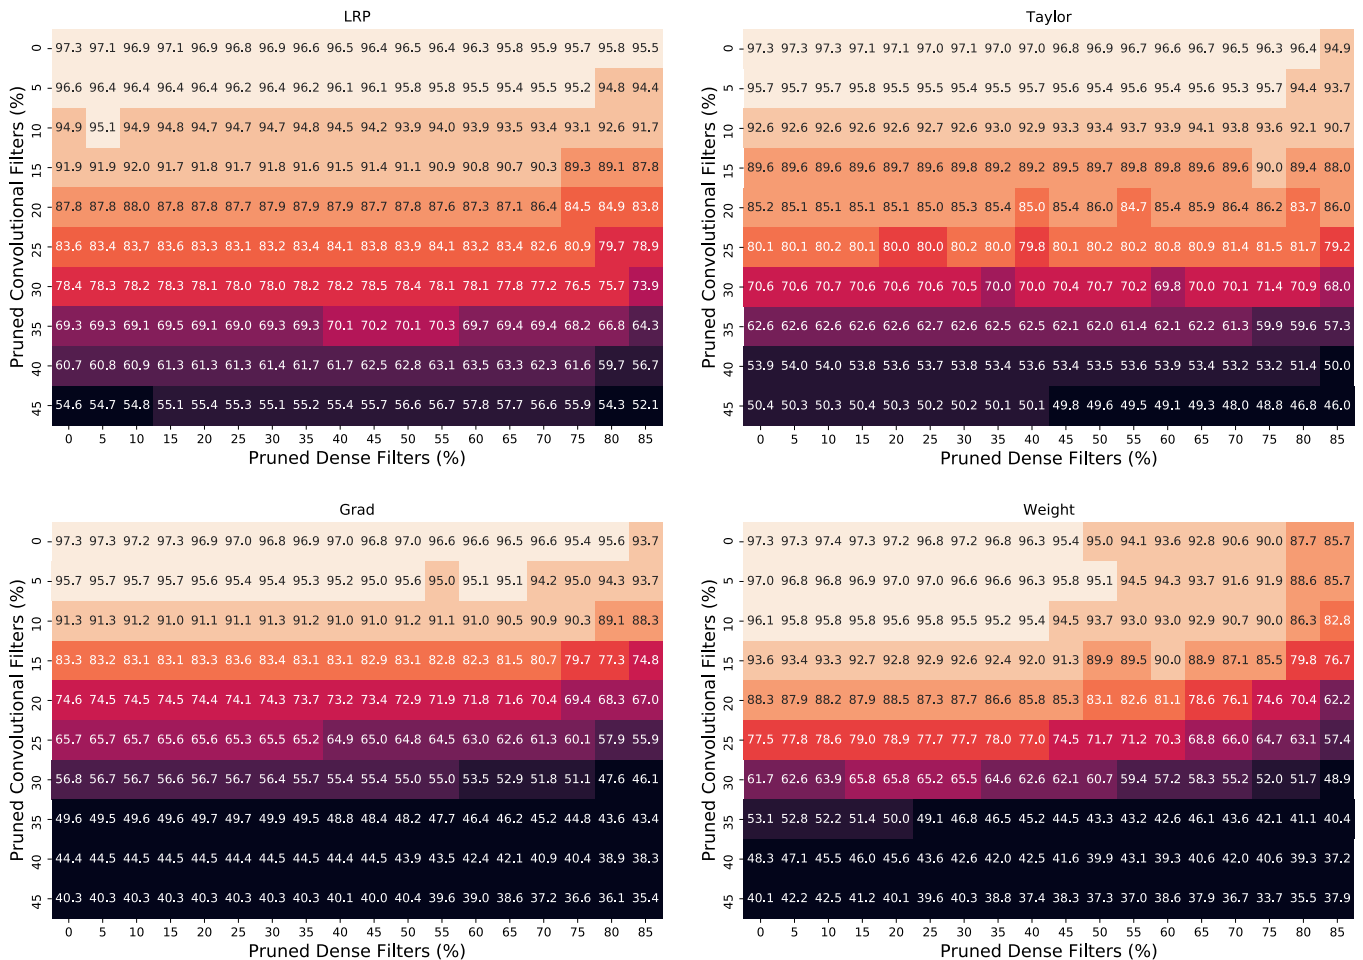 LRP
Pruned Convolutional Filters (%)
0 97.3 97.1 96.9 97.1 96.9 96.8 96.9 96.6 96.5 96.4 96.5 96.4 96.3 95.8 95.9 95.7 95.8 95.5
5 96.6 96.4 96.4 96.4 96.4 96.2 96.4 96.2 96.1 96.1 95.8 95.8 95.5 95.5 95.5 95.2 94.8 94.4
10 94.9 95.1 94.9 94.8 94.7 94.7 94.7 94.8 94.5 94.2 93.9 94.0 93.9 93.5 93.4 93.1 92.6 91.7
15 91.9 91.9 92.0 91.7 91.8 91.7 91.8 91.6 91.5 91.4 91.1 90.9 90.8 90.7 90.3 89.3 89.1 87.8
20 87.8 87.8 88.0 87.8 87.8 87.7 87.9 87.9 87.9 87.7 87.8 87.6 87.3 87.1 86.4 84.5 84.9 83.8
25 83.6 83.4 83.7 83.6 83.3 83.1 83.2 83.4 84.1 83.8 83.9 84.1 83.2 83.4 82.6 80.9 79.7 78.9
30 78.4 78.3 78.2 78.3 78.1 78.0 78.0 78.2 78.2 78.5 78.4 78.1 78.1 77.8 77.2 76.5 75.7 73.9
35 69.3 69.3 69.1 69.5 69.1 69.0 69.3 69.3 70.1 70.2 70.1 70.3 69.7 69.4 69.4 68.2 66.8 64.3
40 60.7 60.8 60.9 61.3 61.3 61.3 61.4 61.7 61.7 62.5 62.8 63.1 63.5 63.3 62.3 61.6 59.7 56.7
45 54.6 54.7 54.8 55.1 55.4 55.3 55.1 55.2 55.4 55.7 56.6 56.7 57.8 57.7 56.6 55.9 54.3 52.1
0 5 10 15 20 25 30 35 40 45 50 55 60 65 70 75 80 85
Pruned Dense Filters (%)
Taylor
Pruned Convolutional Filters (%)
0 97.3 97.3 97.3 97.1 97.1 97.0 97.1 97.0 97.0 96.8 96.9 96.7 96.6 96.7 96.5 96.3 96.4 94.9
5 95.7 95.7 95.7 95.8 95.4 95.5 95.5 95.4 95.7 95.6 95.5 95.4 95.6 95.4 95.3 95.7 94.4 93.7
10 92.6 92.6 92.6 92.6 92.6 92.7 92.6 93.0 92.9 93.3 93.4 93.7 93.9 94.1 93.8 93.6 92.1 90.7
15 89.6 89.6 89.6 89.7 89.6 89.8 89.2 89.2 89.2 89.5 89.7 89.8 89.8 89.6 89.8 90.0 89.4 88.0
20 85.2 85.1 85.1 85.1 85.1 85.0 85.3 85.4 85.0 85.4 86.0 84.7 85.4 85.9 86.4 86.2 83.7 86.0
25 80.1 80.1 80.2 80.1 80.0 80.0 80.2 80.0 79.8 80.1 80.2 80.2 80.8 80.9 81.4 81.5 81.7 79.2
30 70.6 70.6 70.7 70.6 70.6 70.6 70.5 70.0 70.0 70.4 70.7 70.2 69.8 70.0 70.1 71.4 70.9 68.0
35 62.6 62.6 62.6 62.6 62.6 62.7 62.6 62.5 62.5 62.1 62.0 61.4 62.1 62.2 61.3 59.9 59.6 57.3
40 53.9 54.0 54.0 53.8 53.6 53.7 53.8 53.4 53.6 53.4 53.5 53.6 53.9 53.4 53.2 53.2 51.4 50.0
45 50.4 50.3 50.3 50.4 50.3 50.2 50.2 50.1 50.1 49.8 49.6 49.5 49.1 49.3 48.0 48.8 46.8 46.0
0 5 10 15 20 25 30 35 40 45 50 55 60 65 70 75 80 85
Pruned Dense Filters (%)
Grad
Pruned Convolutional Filters (%)
0 97.3 97.3 97.2 97.3 96.9 97.0 96.8 96.9 97.0 96.8 97.0 96.6 96.6 96.5 96.6 95.4 95.6 93.7
5 95.7 95.7 95.7 95.7 95.6 95.4 95.4 95.3 95.2 95.0 95.6 95.0 95.1 95.1 94.2 95.0 94.3 93.7
10 91.3 91.3 91.2 91.0 91.1 91.1 91.3 91.2 91.0 91.0 91.2 91.1 91.0 90.5 90.9 90.3 89.1 88.3
15 83.3 83.2 83.1 83.1 83.3 83.6 83.4 83.1 83.1 82.9 83.1 82.8 82.3 81.5 80.7 79.7 77.3 74.8
20 74.6 74.5 74.5 74.5 74.4 74.1 74.3 73.7 73.2 73.4 72.9 71.9 71.8 71.6 70.4 69.4 68.3 67.0
25 65.7 65.7 65.7 65.6 65.6 65.3 65.5 65.2 64.9 65.0 64.8 64.5 63.0 62.6 61.3 60.1 57.9 55.9
30 56.8 56.7 56.7 56.6 56.7 56.7 56.4 55.7 55.4 55.4 55.0 55.0 53.5 52.9 51.8 51.1 47.6 46.1
35 49.6 49.5 49.6 49.6 49.7 49.7 49.5 49.5 48.8 48.4 48.2 47.7 46.4 46.2 45.2 44.8 43.6 43.4
40 44.4 44.5 44.5 44.5 44.4 44.4 44.5 44.4 44.4 44.5 43.9 43.5 42.4 42.1 40.9 40.4 38.9 38.3
45 40.3 40.3 40.3 40.3 40.3 40.3 40.3 40.3 40.1 40.0 40.4 39.6 39.0 38.6 37.2 36.6 36.1 35.4
0 5 10 15 20 25 30 35 40 45 50 55 60 65 70 75 80 85
Pruned Dense Filters (%)
Weight
Pruned Convolutional Filters (%)
0 97.3 97.3 97.4 97.3 97.2 96.8 97.2 96.8 96.3 95.4 95.0 94.1 93.6 92.8 90.6 90.0 87.7 85.7
5 97.0 96.8 96.8 96.9 97.0 97.0 96.6 96.6 96.3 95.8 95.1 94.5 94.3 93.7 91.6 91.9 88.6 85.7
10 96.1 95.8 95.8 95.8 95.6 95.8 95.5 95.2 95.4 94.5 93.7 93.0 93.0 92.9 90.7 90.0 86.3 82.8
15 93.6 93.4 93.3 92.7 92.8 92.9 92.6 92.4 92.0 91.3 89.9 89.5 90.0 88.9 87.1 85.5 79.8 76.7
20 88.3 87.9 88.2 87.9 88.5 87.3 87.7 86.6 85.8 85.3 83.1 82.6 81.1 78.6 76.1 74.6 70.4 62.2
25 77.5 77.8 78.6 79.0 78.9 77.7 77.7 78.0 77.0 74.5 71.7 71.2 70.3 68.8 66.0 64.7 63.1 57.4
30 61.7 62.6 63.9 65.8 65.8 65.2 65.5 64.6 62.6 62.1 60.7 59.4 57.2 58.3 55.2 52.0 51.7 48.9
35 53.1 52.8 52.2 51.4 50.0 49.1 46.8 46.5 45.2 44.5 43.3 43.2 42.6 46.1 43.6 42.1 41.1 40.4
40 48.3 47.1 45.5 46.0 45.6 43.6 42.6 42.0 42.5 41.6 39.9 43.1 39.3 40.6 42.0 40.6 39.3 37.2
45 40.1 42.2 42.5 41.2 41.0 39.6 40.3 38.8 37.4 38.3 37.3 37.0 38.6 37.9 36.7 33.7 35.5 37.9
0 5 10 15 20 25 30 35 40 45 50 55 60 65 70 75 80 85
Pruned Dense Filters (%)